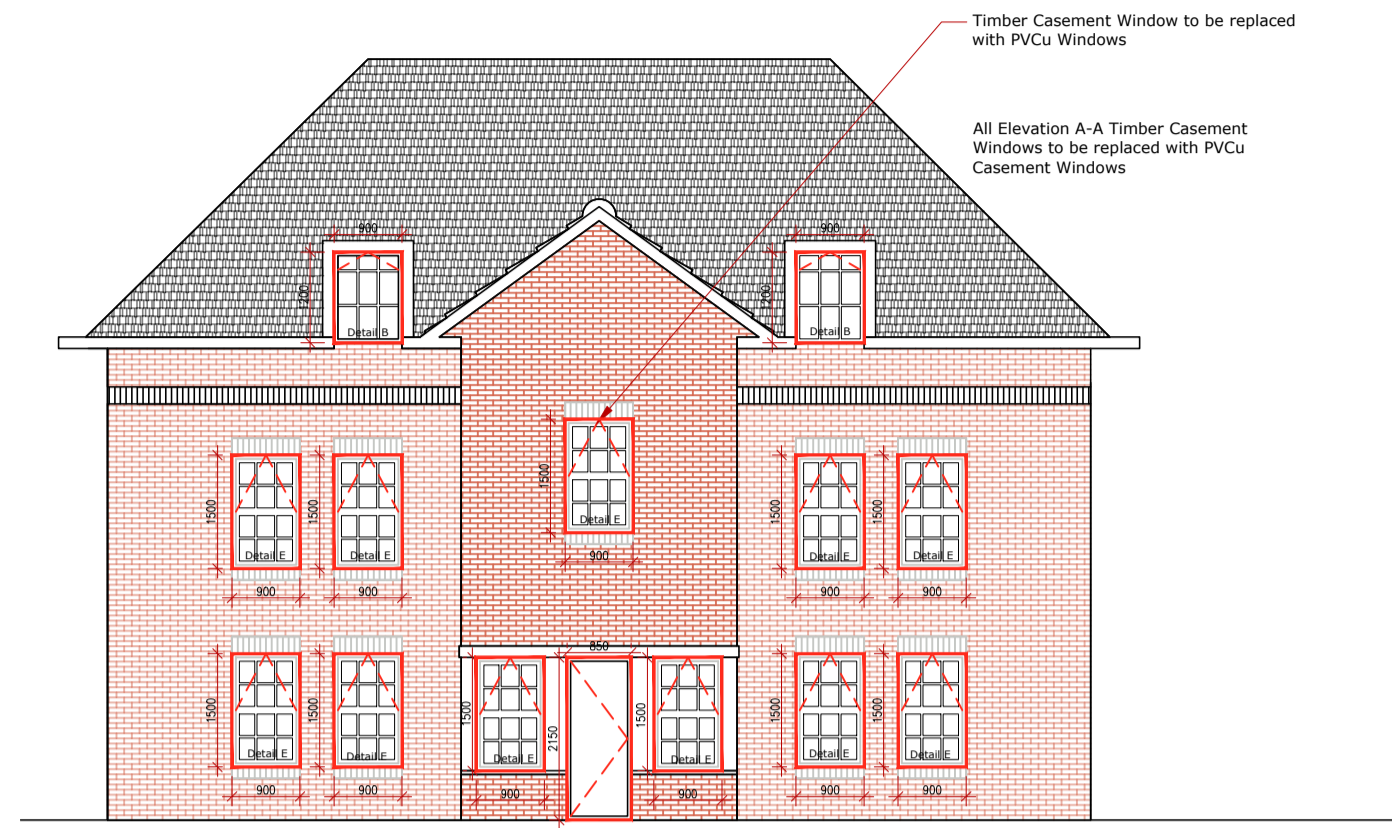 Timber Casement Window to be replaced
with PVCu Windows
All Elevation A-A Timber Casement
Windows to be replaced with PVCu
Casement Windows
900
900
Detail B
Detail B
1500
Detail E
900
1500
1500
1500
1500
Detail E
Detail E
Detail E
Detail E
900
900
900
900
850
1500
1500
1500
2150
1500
1500
1500
Detail E
Detail E
Detail E
Detail E
Detail E
Detail E
900
900
900
900
900
900